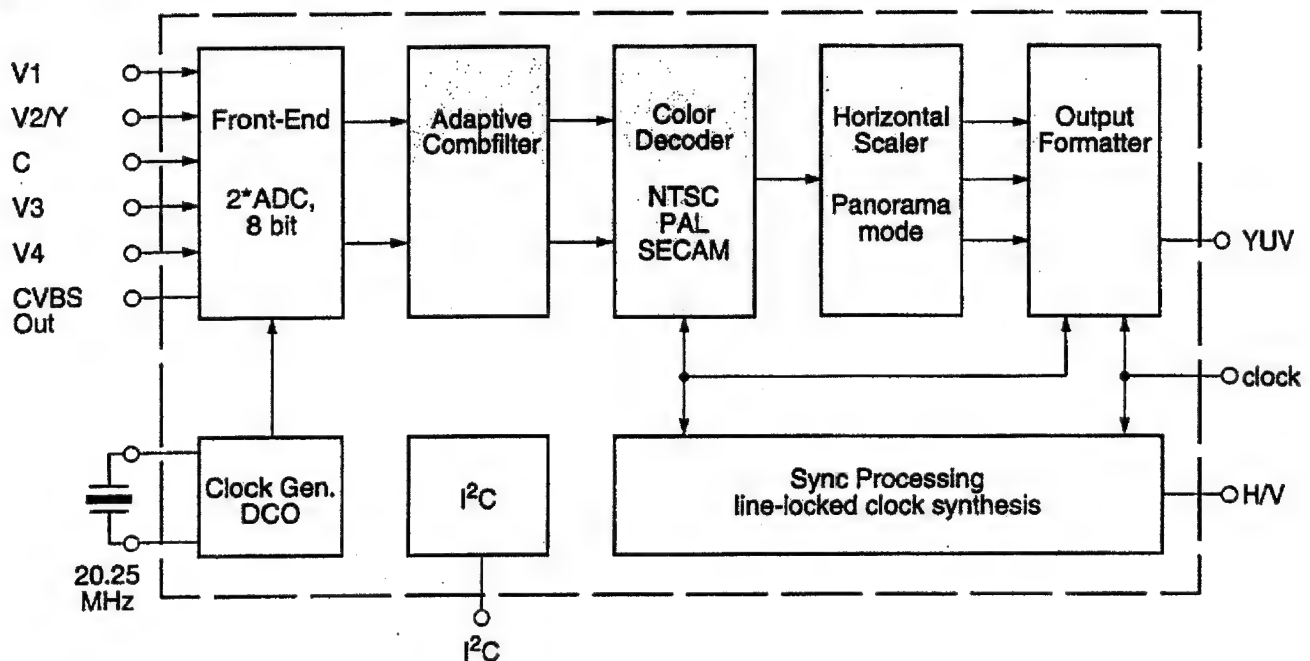 V1
V2/Y
C
V3
V4
CVBS
Out
Front-End
2*ADC,
8 bit
Adaptive
Combfilter
Color
Decoder
NTSC
PAL
SECAM
Horizontal
Scaler
Panorama
mode
Output
Formatter
YUV
clock
H/V
Clock Gen.
DCO
I²C
Sync Processing
line-locked clock synthesis
20.25
MHz
I²C